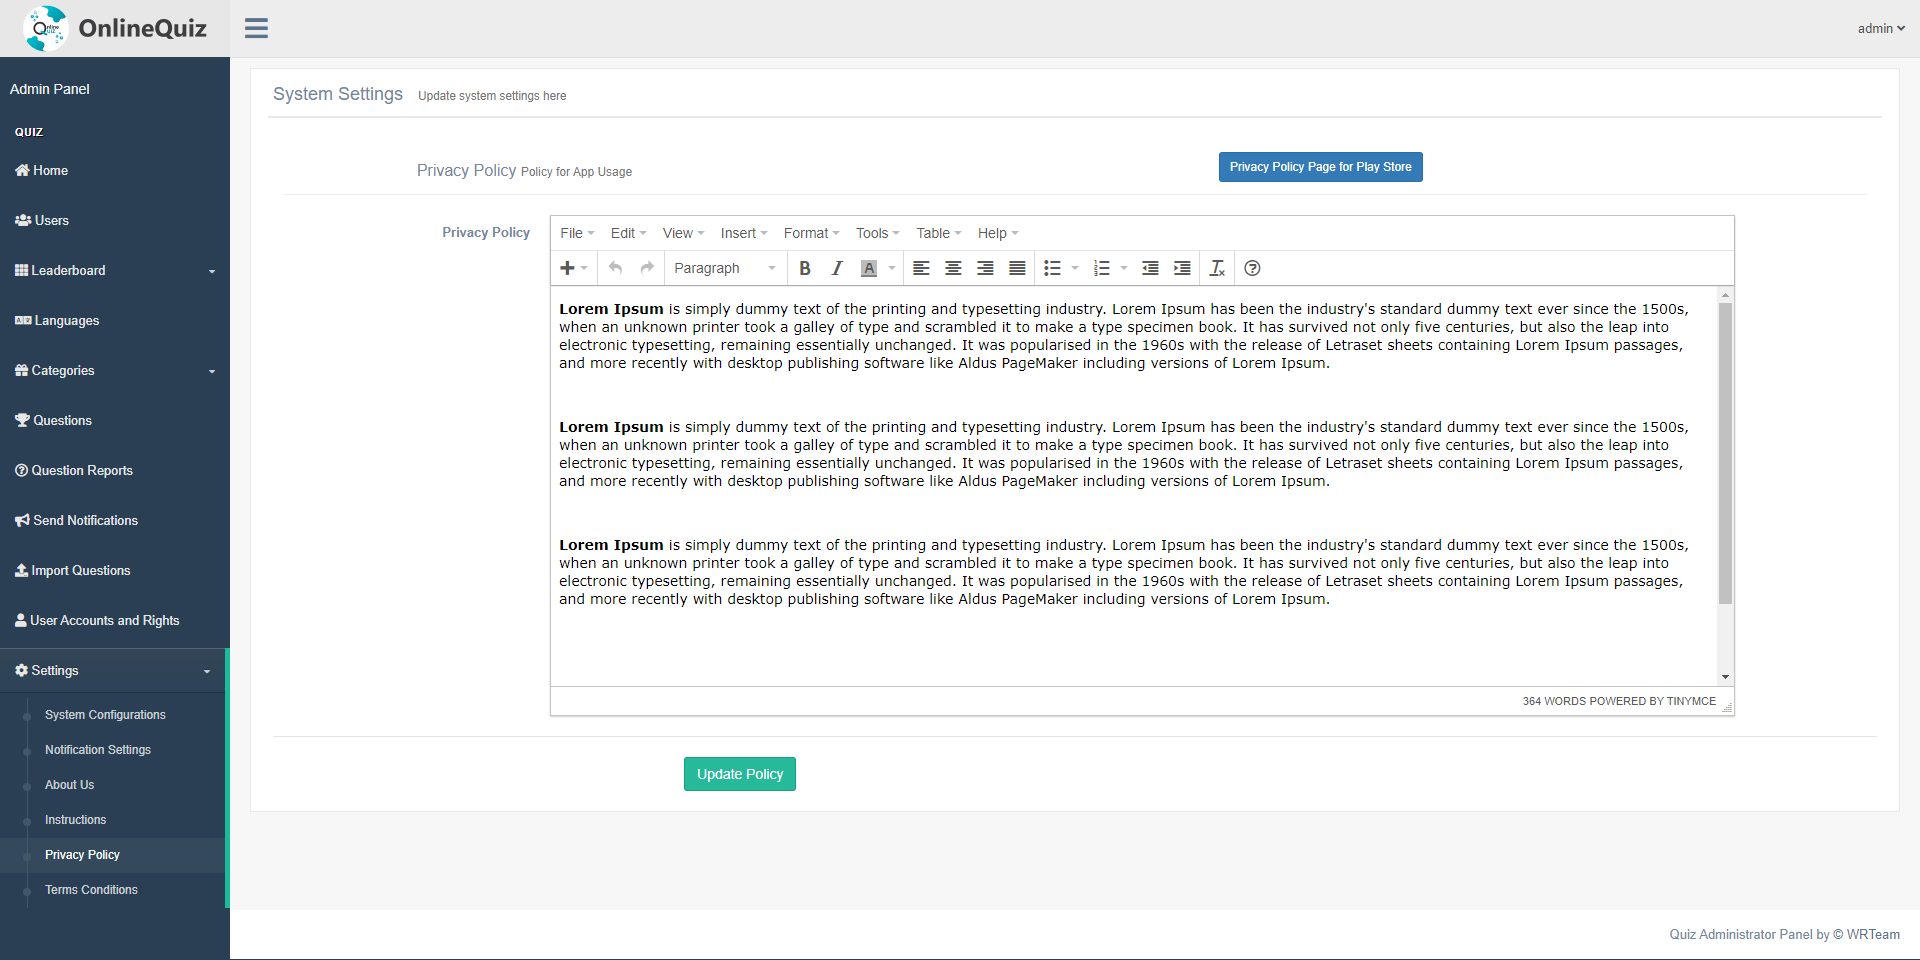 OnlineQuiz
admin
Admin Panel
QUIZ
Home
Users
Leaderboard
Languages
Categories
Questions
Question Reports
Send Notifications
Import Questions
User Accounts and Rights
Settings
System Configurations
Notification Settings
About Us
Instructions
Privacy Policy
Terms Conditions
System Settings Update system settings here
Privacy Policy Policy for App Usage
Privacy Policy Page for Play Store
Privacy Policy
File Edit View Insert Format Tools Table Help
Paragraph B I A
Lorem Ipsum is simply dummy text of the printing and typesetting industry. Lorem Ipsum has been the industry's standard dummy text ever since the 1500s,
when an unknown printer took a galley of type and scrambled it to make a type specimen book. It has survived not only five centuries, but also the leap into
electronic typesetting, remaining essentially unchanged. It was popularised in the 1960s with the release of Letraset sheets containing Lorem Ipsum passages,
and more recently with desktop publishing software like Aldus PageMaker including versions of Lorem Ipsum.
Lorem Ipsum is simply dummy text of the printing and typesetting industry. Lorem Ipsum has been the industry's standard dummy text ever since the 1500s,
when an unknown printer took a galley of type and scrambled it to make a type specimen book. It has survived not only five centuries, but also the leap into
electronic typesetting, remaining essentially unchanged. It was popularised in the 1960s with the release of Letraset sheets containing Lorem Ipsum passages,
and more recently with desktop publishing software like Aldus PageMaker including versions of Lorem Ipsum.
Lorem Ipsum is simply dummy text of the printing and typesetting industry. Lorem Ipsum has been the industry's standard dummy text ever since the 1500s,
when an unknown printer took a galley of type and scrambled it to make a type specimen book. It has survived not only five centuries, but also the leap into
electronic typesetting, remaining essentially unchanged. It was popularised in the 1960s with the release of Letraset sheets containing Lorem Ipsum passages,
and more recently with desktop publishing software like Aldus PageMaker including versions of Lorem Ipsum.
364 WORDS POWERED BY TINYMCE
Update Policy
Quiz Administrator Panel by © WRTeam